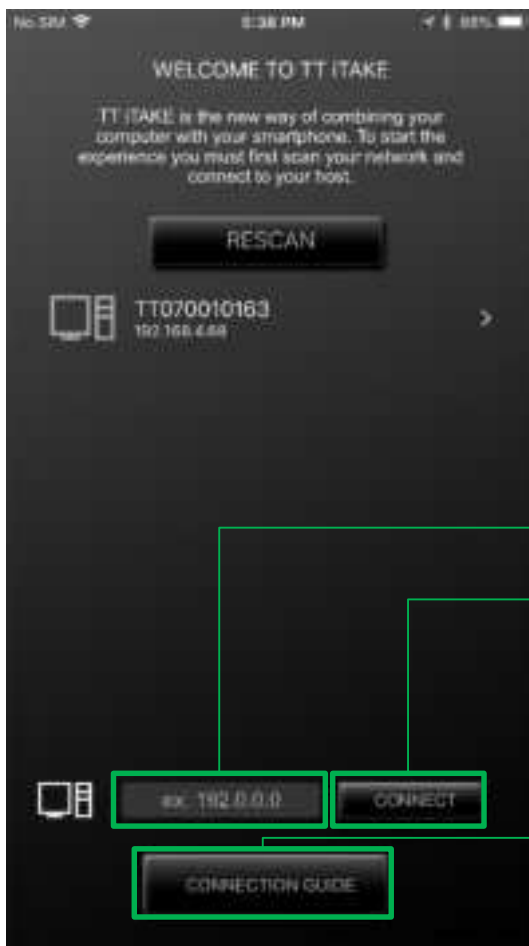 No SIM
WELCOME TO TT iTAKE
TT iTAKE is the new way of combining your
computer with your smartphone. To start the
experience you must first scan your network and
connect to your host.
RESCAN
TT070010163
CONNECT
CONNECTION GUIDE
ex. 192.0.0.0